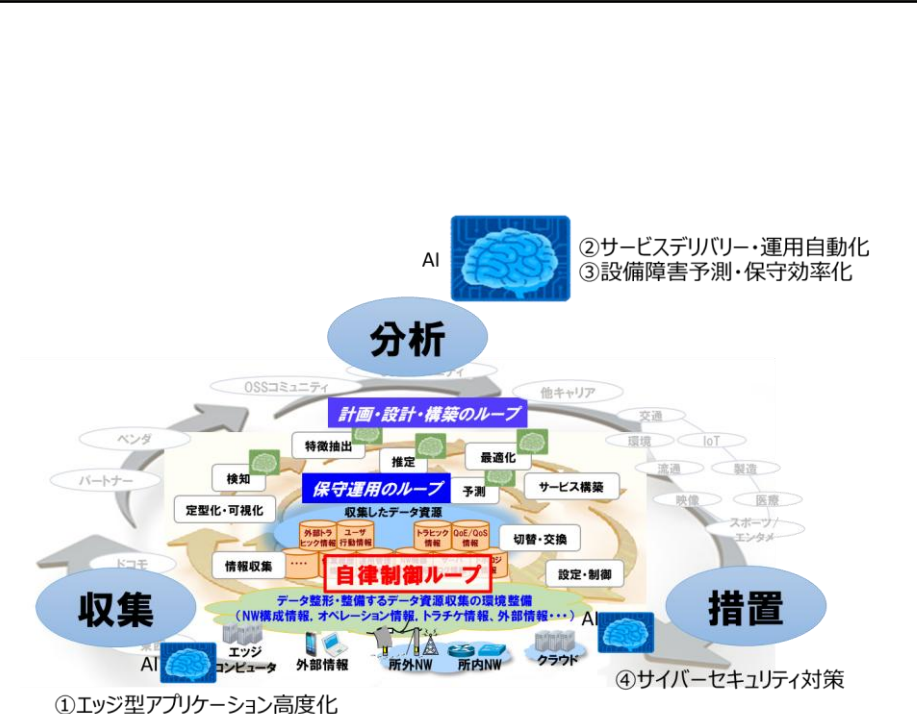 AI
②サービスデリバリー・運用自動化
③設備障害予測・保守効率化
分析
OSSコミュニティ
他キャリア
計画・設計・構築のループ
交通
ベンダ
特徴抽出
環境
IoT
推定
最適化
パートナー
検知
流通
製造
保守運用のループ
予測
サービス構築
定型化・可視化
映像
医療
収集したデータ資源
スポーツ/
エンタメ
外部トラ
ヒック情報
ユーザ
行動情報
トラヒック
情報
QoE/QoS
情報
切替・交換
ドコモ
情報収集
‥‥
自律制御ループ
設定・制御
収集
データ整形・整備するデータ資源収集の環境整備
(NW構成情報, オペレーション情報, トラチケ情報, 外部情報・・・)
AI
措置
AI
エッジ
コンピュータ
外部情報
所外NW
所内NW
クラウド
④サイバーセキュリティ対策
①エッジ型アプリケーション高度化